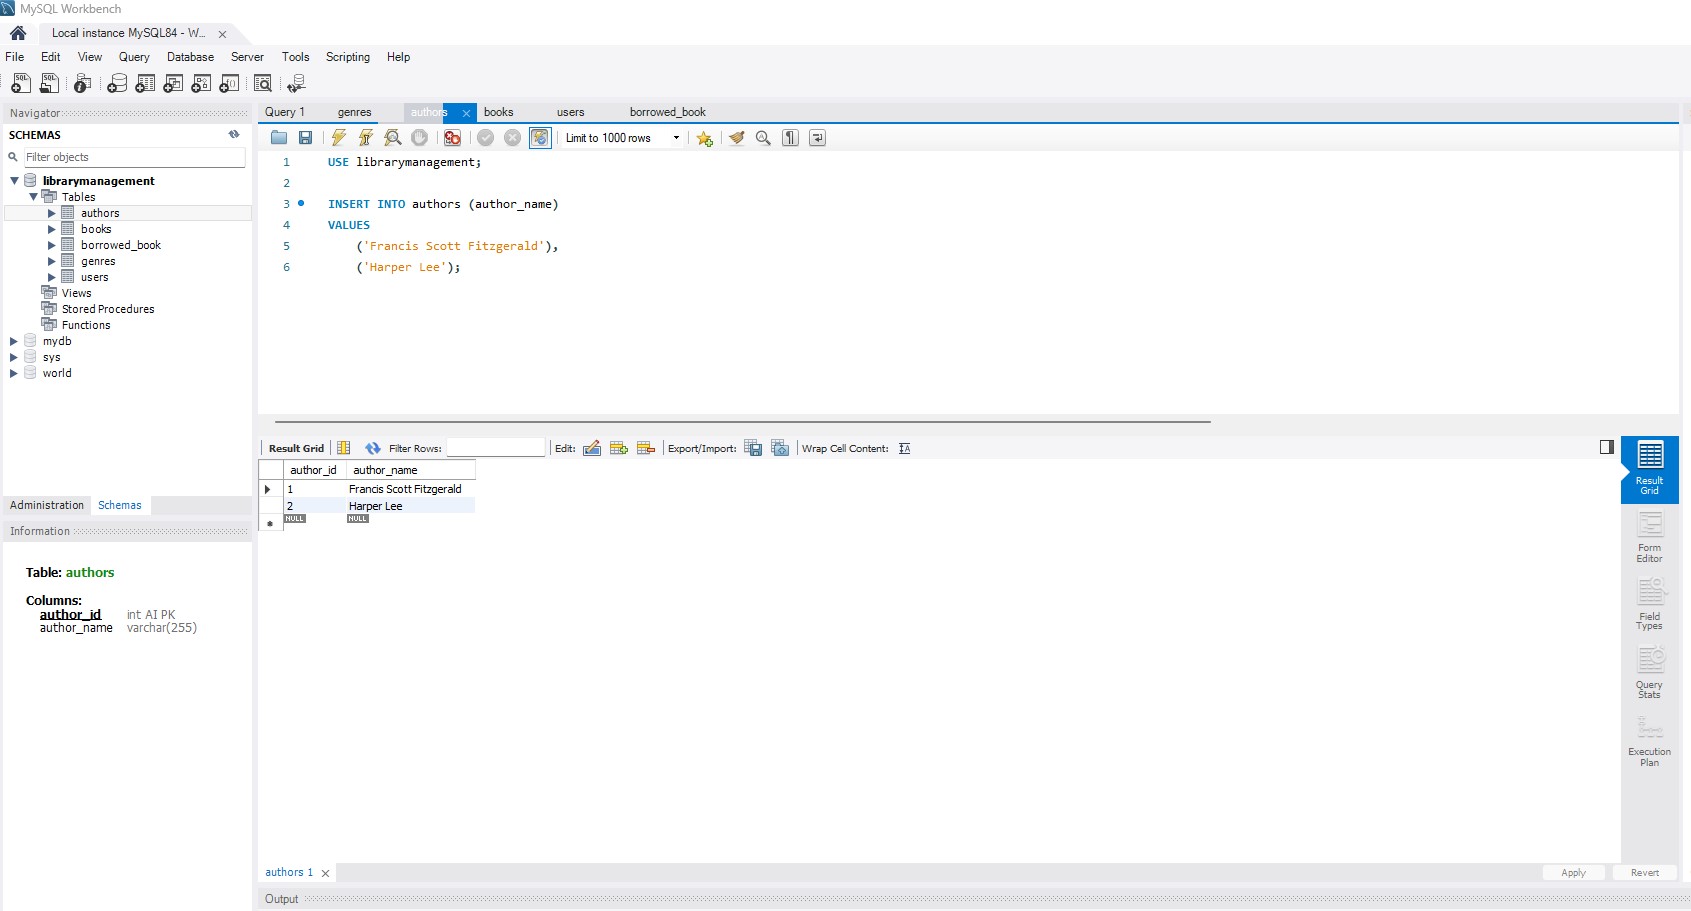 MySQL Workbench
Local instance MySQL84 - W...
File Edit View Query Database Server Tools Scripting Help
Navigator
SCHEMAS
Filter objects
librarymanagement
Tables
authors
books
borrowed_book
genres
users
Views
Stored Procedures
Functions
mydb
sys
world
Administration Schemas
Information
Table: authors
Columns:
author_id int AI PK
author_name varchar(255)
Query 1 genres authors books users borrowed_book
Limit to 1000 rows
1 USE librarymanagement;
2
3 INSERT INTO authors (author_name)
4 VALUES
5 ('Francis Scott Fitzgerald'),
6 ('Harper Lee');
Result Grid Filter Rows: Edit: Export/Import: Wrap Cell Content:
author_id author_name
1 Francis Scott Fitzgerald
2 Harper Lee
NULL NULL
Result
Grid
Form
Editor
Field
Types
Query
Stats
Execution
Plan
authors 1 Apply Revert
Output